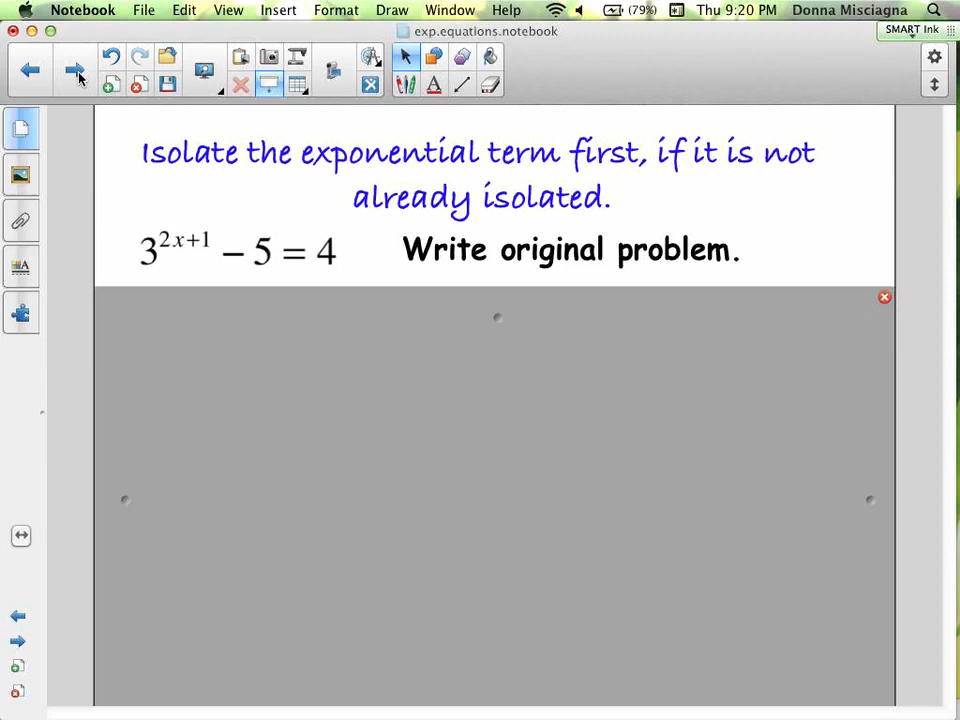 Notebook File Edit View Insert Format Draw Window Help (79%) Thu 9:20 PM Donna Misciagna
exp.equations.notebook
SMART Ink
Isolate the exponential term first, if it is not
already isolated.
3^{2x+1} − 5 = 4 Write original problem.